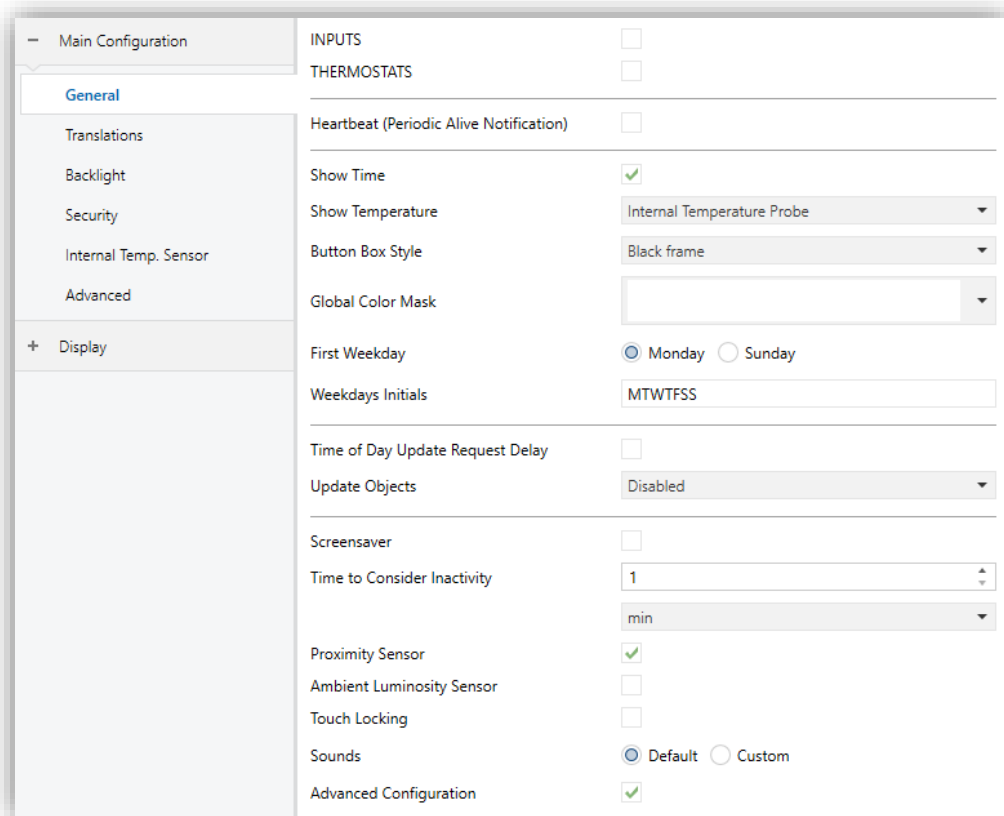 − Main Configuration
General
Translations
Backlight
Security
Internal Temp. Sensor
Advanced
+ Display
INPUTS
THERMOSTATS
Heartbeat (Periodic Alive Notification)
Show Time
Show Temperature Internal Temperature Probe
Button Box Style Black frame
Global Color Mask
First Weekday Monday Sunday
Weekdays Initials MTWTFSS
Time of Day Update Request Delay
Update Objects Disabled
Screensaver
Time to Consider Inactivity 1
min
Proximity Sensor
Ambient Luminosity Sensor
Touch Locking
Sounds Default Custom
Advanced Configuration